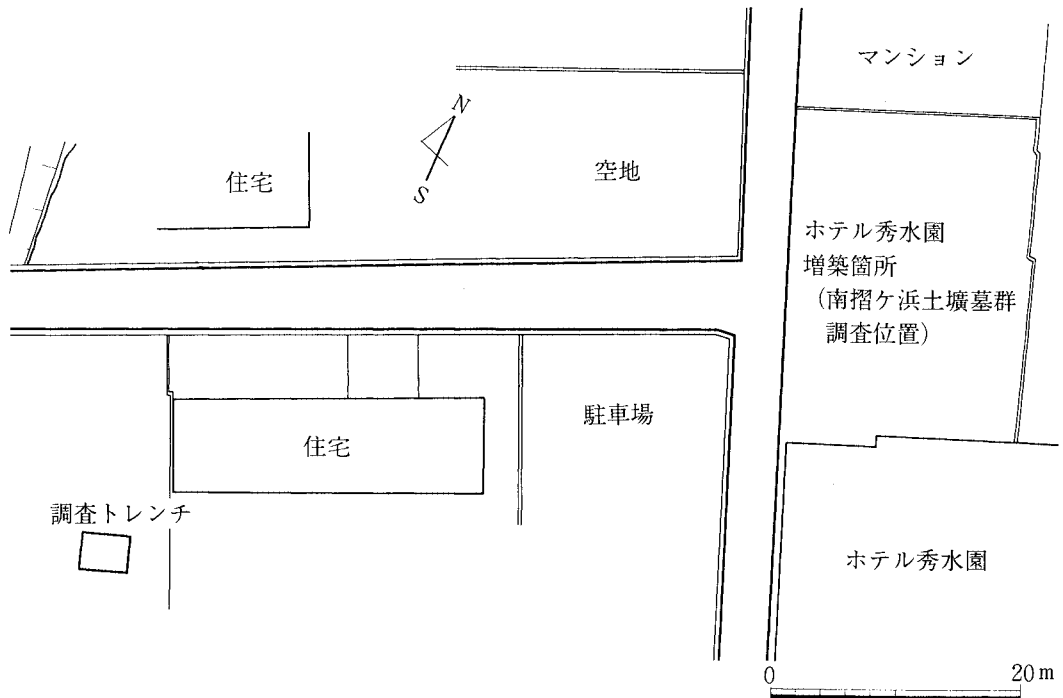 マンション
N
S
住宅
空地
ホテル秀水園
増築箇所
(南摺ケ浜土壙墓群
調査位置)
住宅
駐車場
調査トレンチ
ホテル秀水園
0 20m